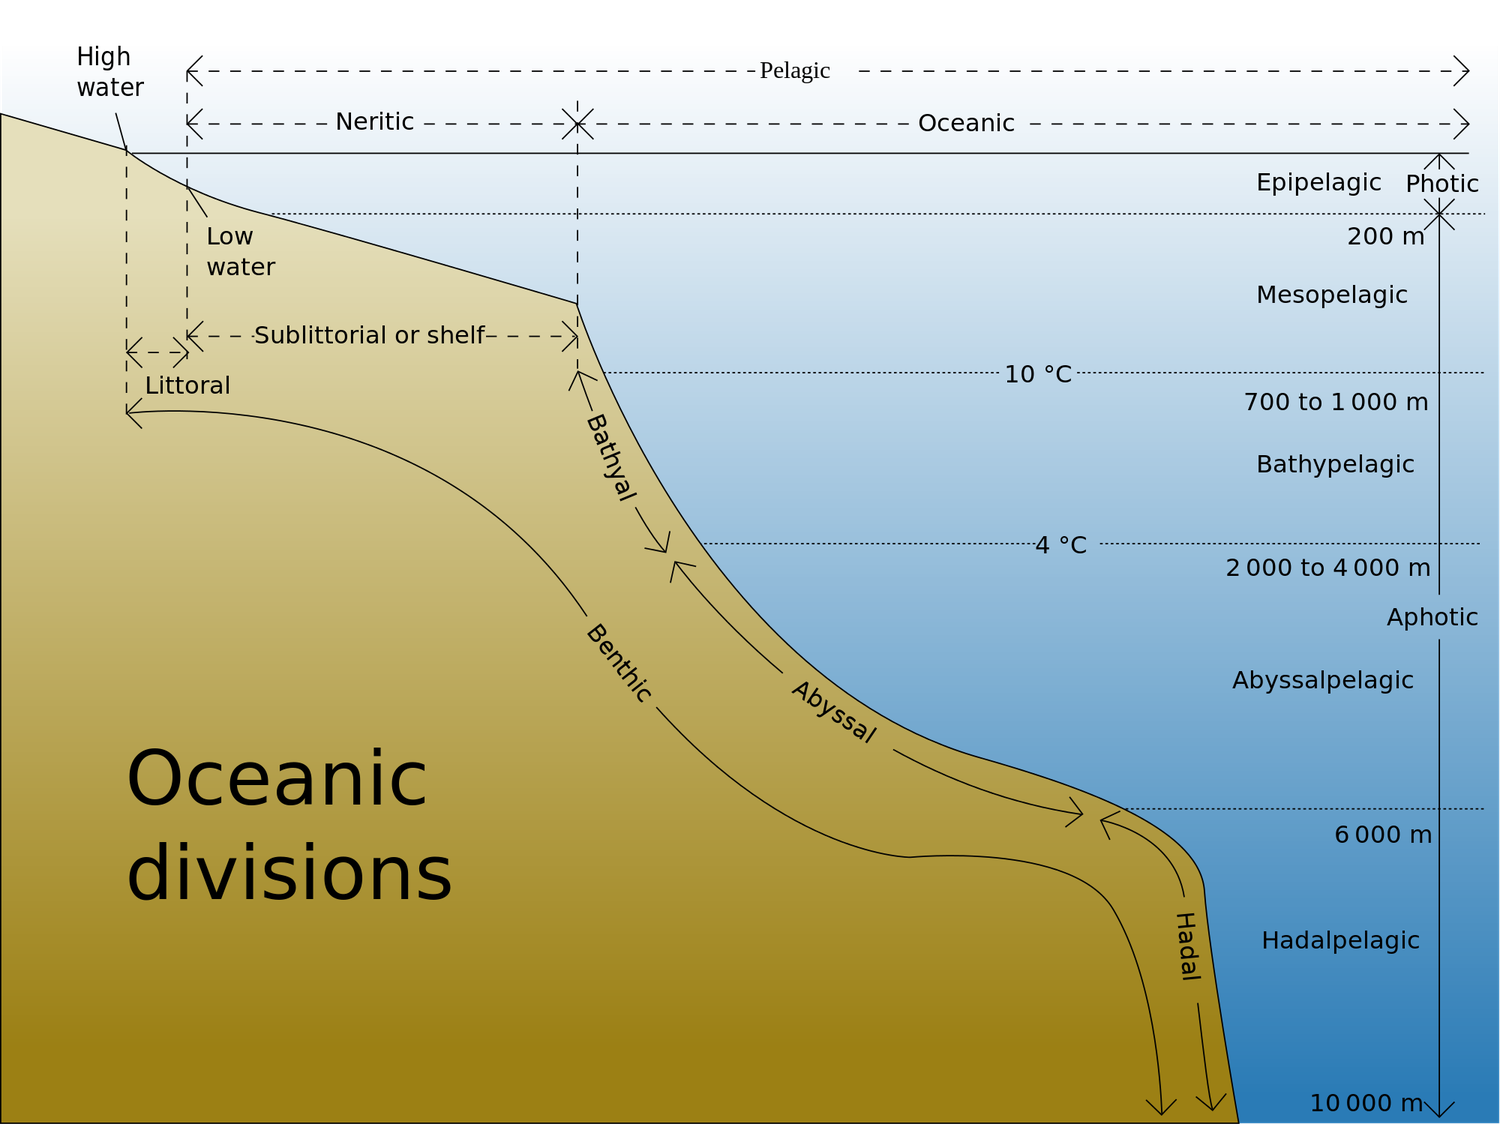 High
water
Pelagic
Neritic
Oceanic
Epipelagic
Photic
Low
water
200 m
Mesopelagic
Sublittorial or shelf
Littoral
10 °C
700 to 1 000 m
Bathyal
Bathypelagic
4 °C
2 000 to 4 000 m
Aphotic
Benthic
Abyssal
Abyssalpelagic
Oceanic
divisions
6 000 m
Hadal
Hadalpelagic
10 000 m